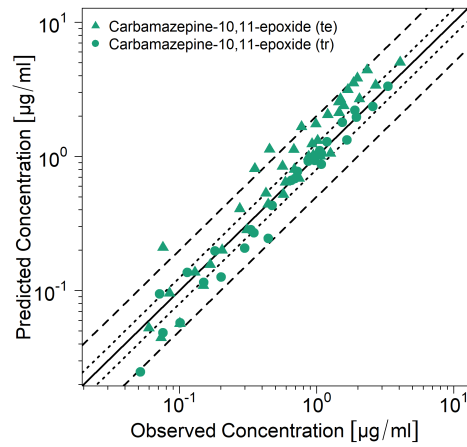 Carbamazepine-10,11-epoxide (te)
Carbamazepine-10,11-epoxide (tr)
Predicted Concentration [µg/ml]
10¹
10⁰
10⁻¹
10⁻¹ 10⁰ 10¹
Observed Concentration [µg/ml]